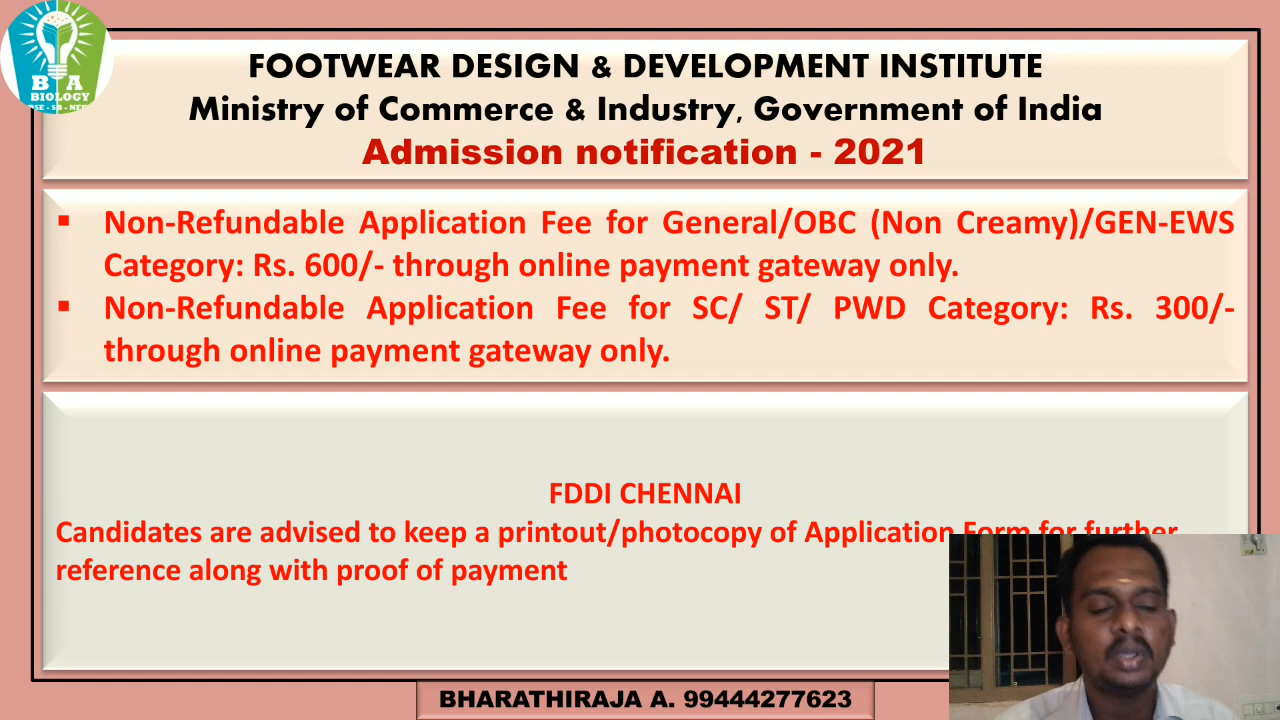 B A
BIOLOGY
FOOTWEAR DESIGN & DEVELOPMENT INSTITUTE
Ministry of Commerce & Industry, Government of India
Admission notification - 2021
▪ Non-Refundable Application Fee for General/OBC (Non Creamy)/GEN-EWS
Category: Rs. 600/- through online payment gateway only.
▪ Non-Refundable Application Fee for SC/ ST/ PWD Category: Rs. 300/-
through online payment gateway only.
FDDI CHENNAI
Candidates are advised to keep a printout/photocopy of Application Form for further
reference along with proof of payment
BHARATHIRAJA A. 99444277623